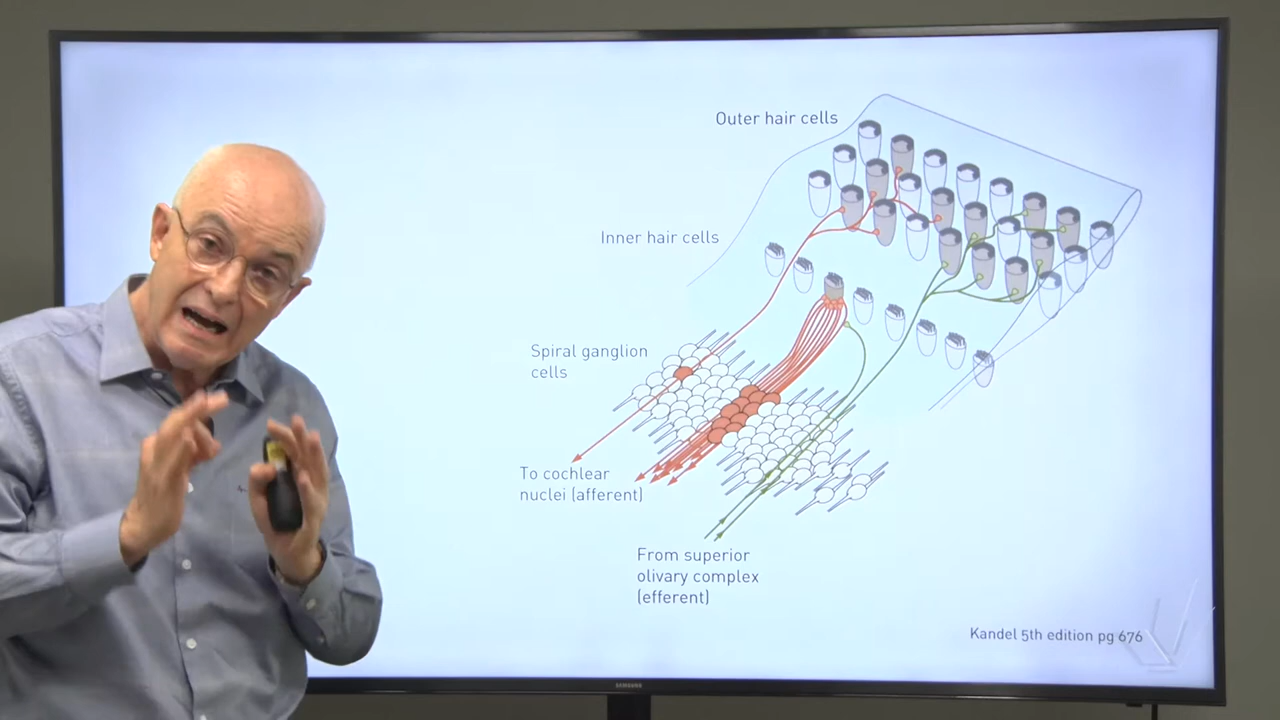 Outer hair cells
Inner hair cells
Spiral ganglion
cells
To cochlear
nuclei (afferent)
From superior
olivary complex
(efferent)
Kandel 5th edition pg 676
SAMSUNG